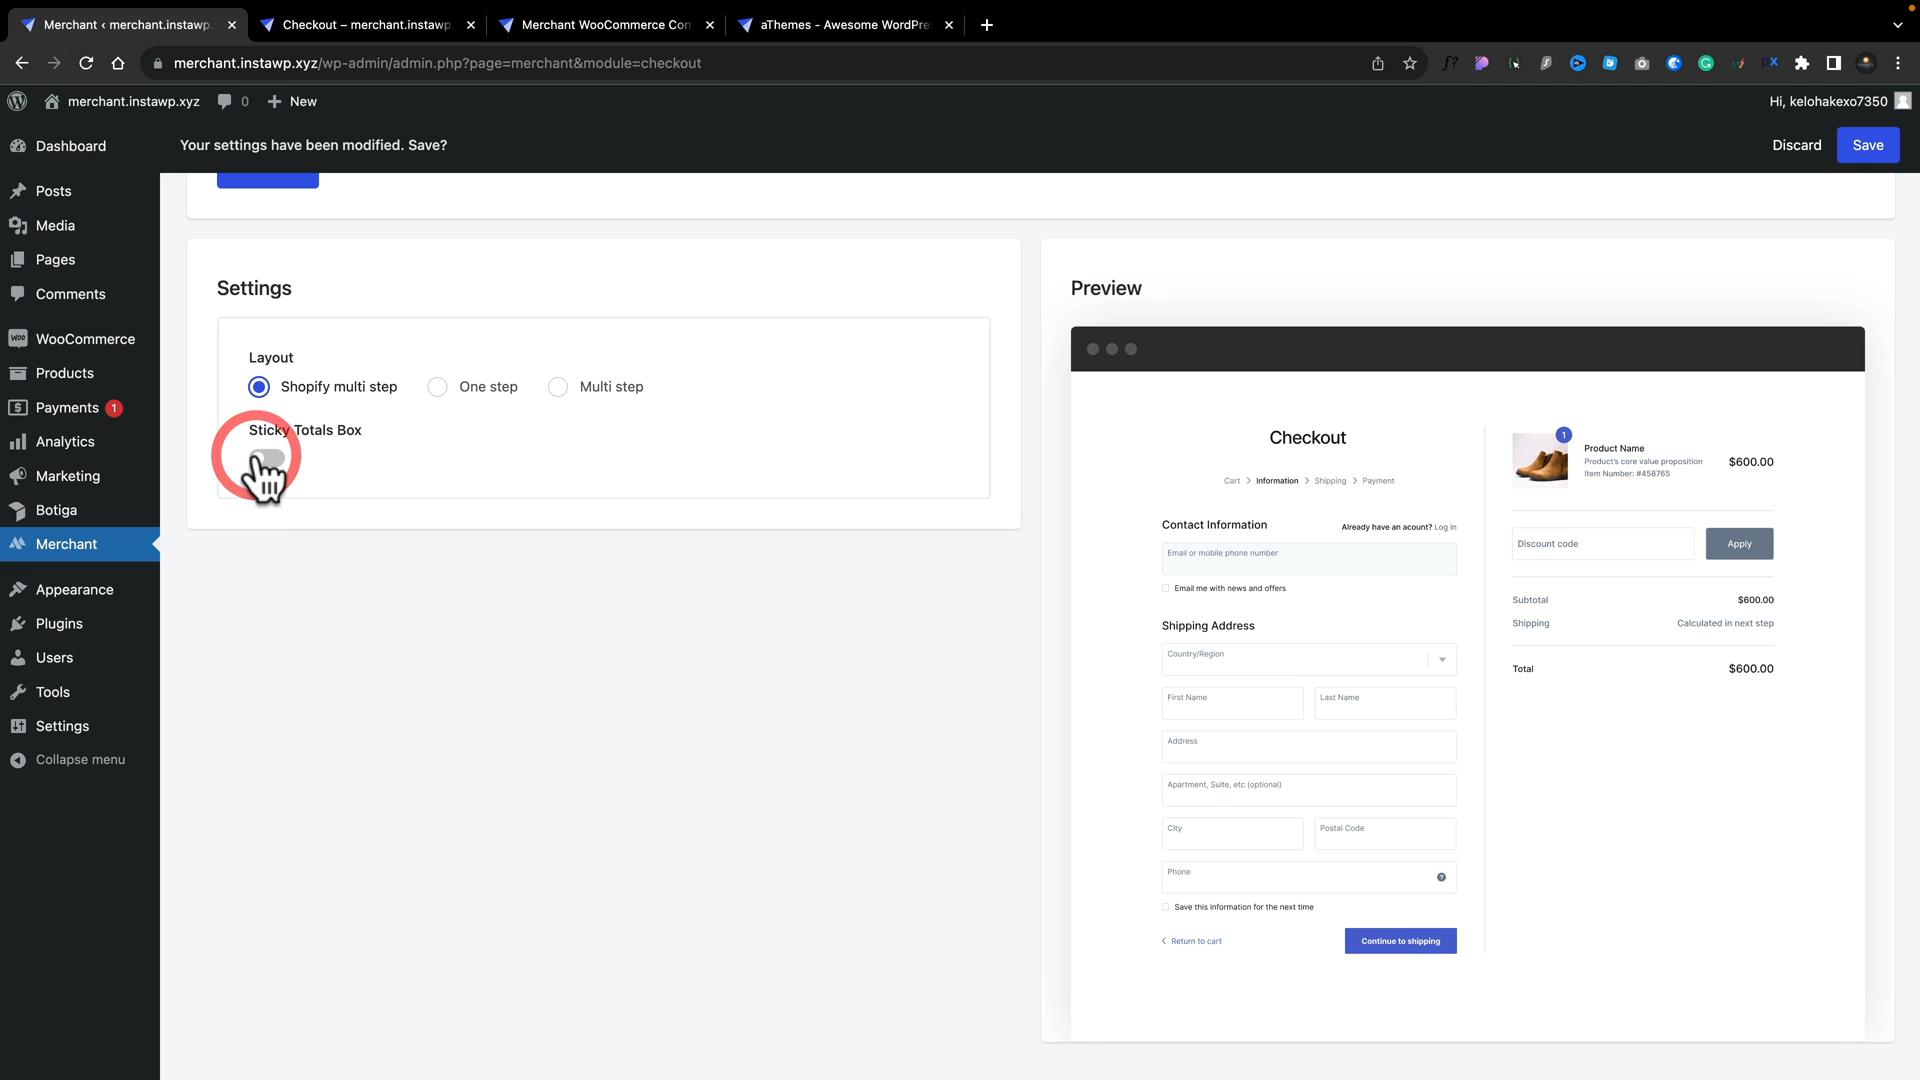 Merchant ‹ merchant.instawp.
Checkout – merchant.instawp.
Merchant WooCommerce Con
aThemes - Awesome WordPre
merchant.instawp.xyz/wp-admin/admin.php?page=merchant&module=checkout
merchant.instawp.xyz
0
New
Hi, kelohakexo7350
Your settings have been modified. Save?
Discard
Save
Dashboard
Posts
Media
Pages
Comments
WooCommerce
Products
Payments 1
Analytics
Marketing
Botiga
Merchant
Appearance
Plugins
Users
Tools
Settings
Collapse menu
Settings
Layout
Shopify multi step
One step
Multi step
Sticky Totals Box
Preview
Checkout
Cart > Information > Shipping > Payment
Contact Information
Already have an acount? Log in
Email or mobile phone number
Email me with news and offers
Shipping Address
Country/Region
First Name
Last Name
Address
Apartment, Suite, etc (optional)
City
Postal Code
Phone
?
Save this information for the next time
Return to cart
Continue to shipping
1
Product Name
Product's core value proposition
Item Number: #458765
$600.00
Discount code
Apply
Subtotal
$600.00
Shipping
Calculated in next step
Total
$600.00